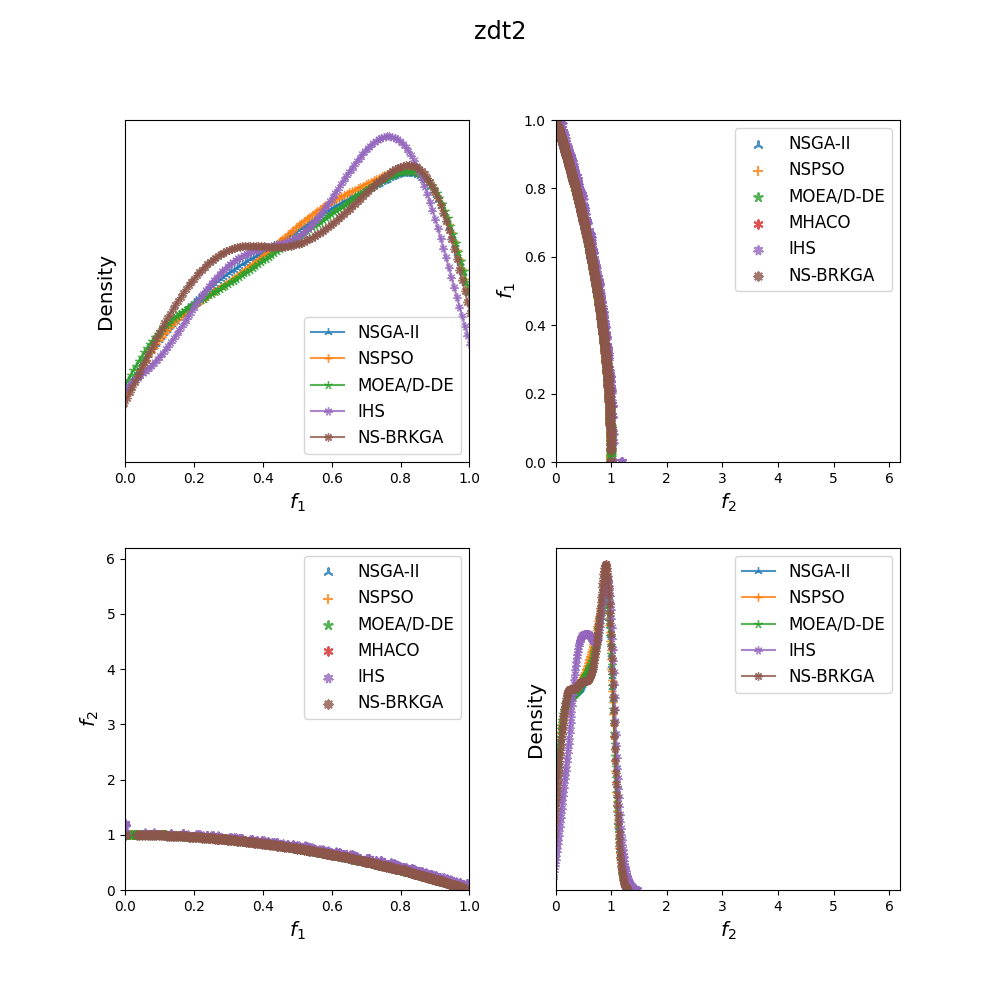 zdt2
Density
NSGA-II
NSPSO
MOEA/D-DE
IHS
NS-BRKGA
0.0 0.2 0.4 0.6 0.8 1.0
f1
f1
1.0
0.8
0.6
0.4
0.2
0.0
NSGA-II
NSPSO
MOEA/D-DE
MHACO
IHS
NS-BRKGA
0 1 2 3 4 5 6
f2
f2
6
5
4
3
2
1
0
NSGA-II
NSPSO
MOEA/D-DE
MHACO
IHS
NS-BRKGA
0.0 0.2 0.4 0.6 0.8 1.0
f1
Density
NSGA-II
NSPSO
MOEA/D-DE
IHS
NS-BRKGA
0 1 2 3 4 5 6
f2